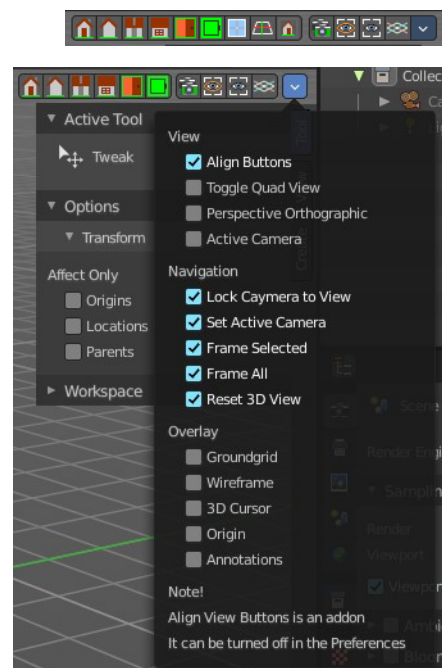 Collec
Active Tool
Tweak
Options
Transform
Affect Only
Origins
Locations
Parents
Workspace
View
Align Buttons
Toggle Quad View
Perspective Orthographic
Active Camera
Navigation
Lock Caymera to View
Set Active Camera
Frame Selected
Frame All
Reset 3D View
Overlay
Groundgrid
Wireframe
3D Cursor
Origin
Annotations
Note!
Align View Buttons is an addon
It can be turned off in the Preferences
Scene
Render Engi
Samplin
Render
Viewport
Viewpor